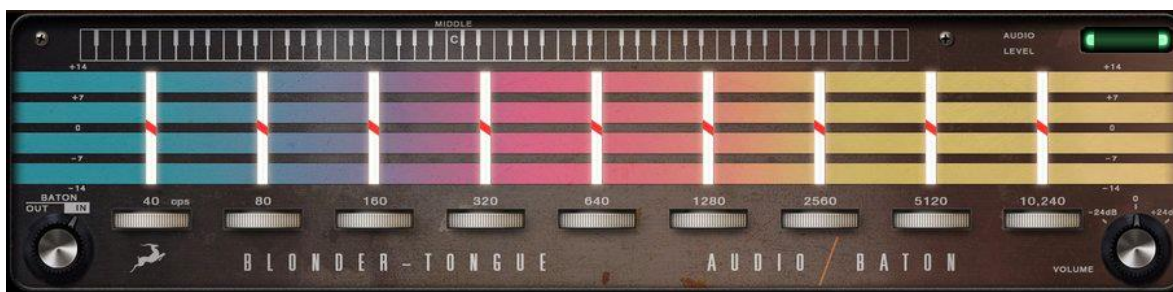 MIDDLE
C
AUDIO
LEVEL
+14 +14
+7 +7
0 0
-7 -7
-14 -14
BATON
OUT IN
40 cps 80 160 320 640 1280 2560 5120 10,240
0
-24dB +24d
BLONDER-TONGUE AUDIO/BATON
VOLUME